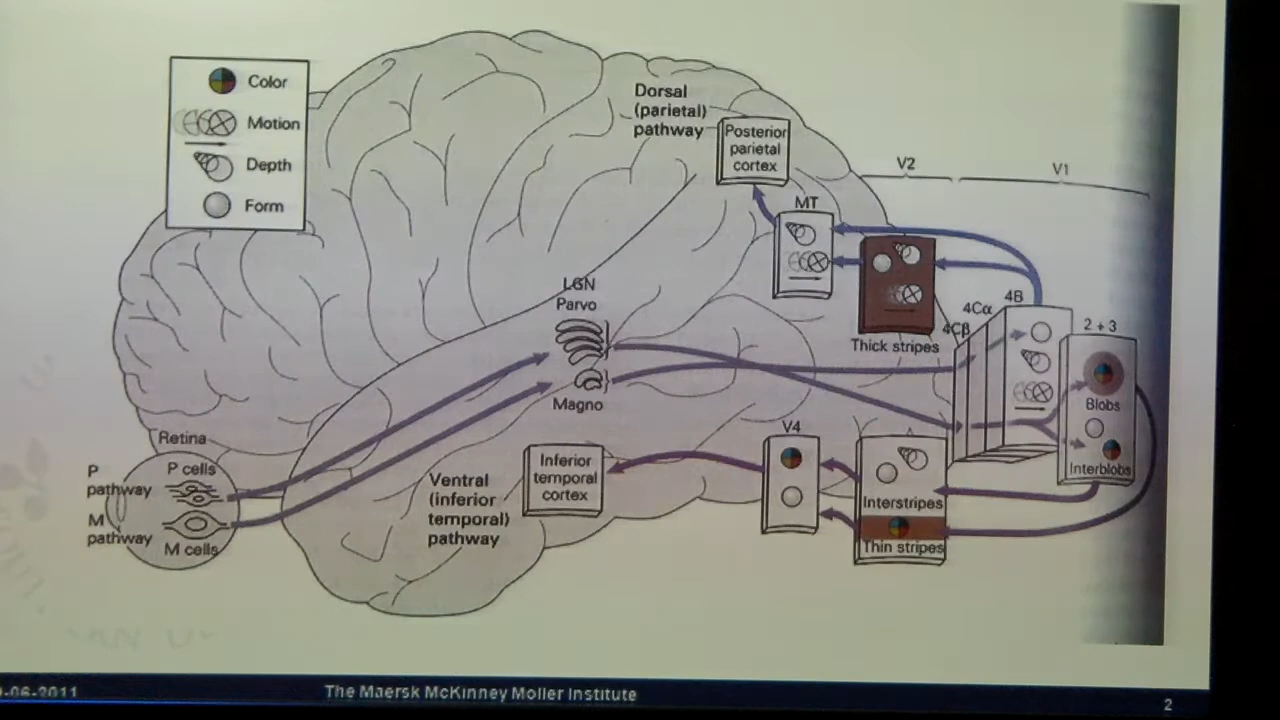 Color
Motion
Depth
Form
Dorsal
(parietal)
pathway
Posterior
parietal
cortex
V2
V1
MT
LGN
Parvo
Magno
4Cβ
4Cα
4B
2 + 3
Thick stripes
Blobs
Interblobs
Retina
P
pathway
M
pathway
P cells
M cells
Ventral
(inferior
temporal)
pathway
Inferior
temporal
cortex
V4
Interstripes
Thin stripes
-06-2011
The Maersk McKinney Moller Institute
2